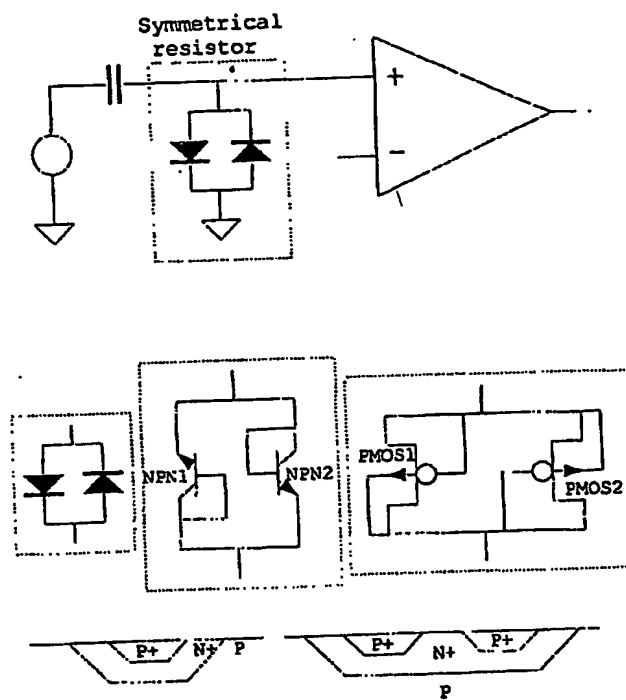 Symmetrical
resistor
+
-
NPN1 NPN2
PMOS1
PMOS2
P+ N+ P
P+ N+ P+
P